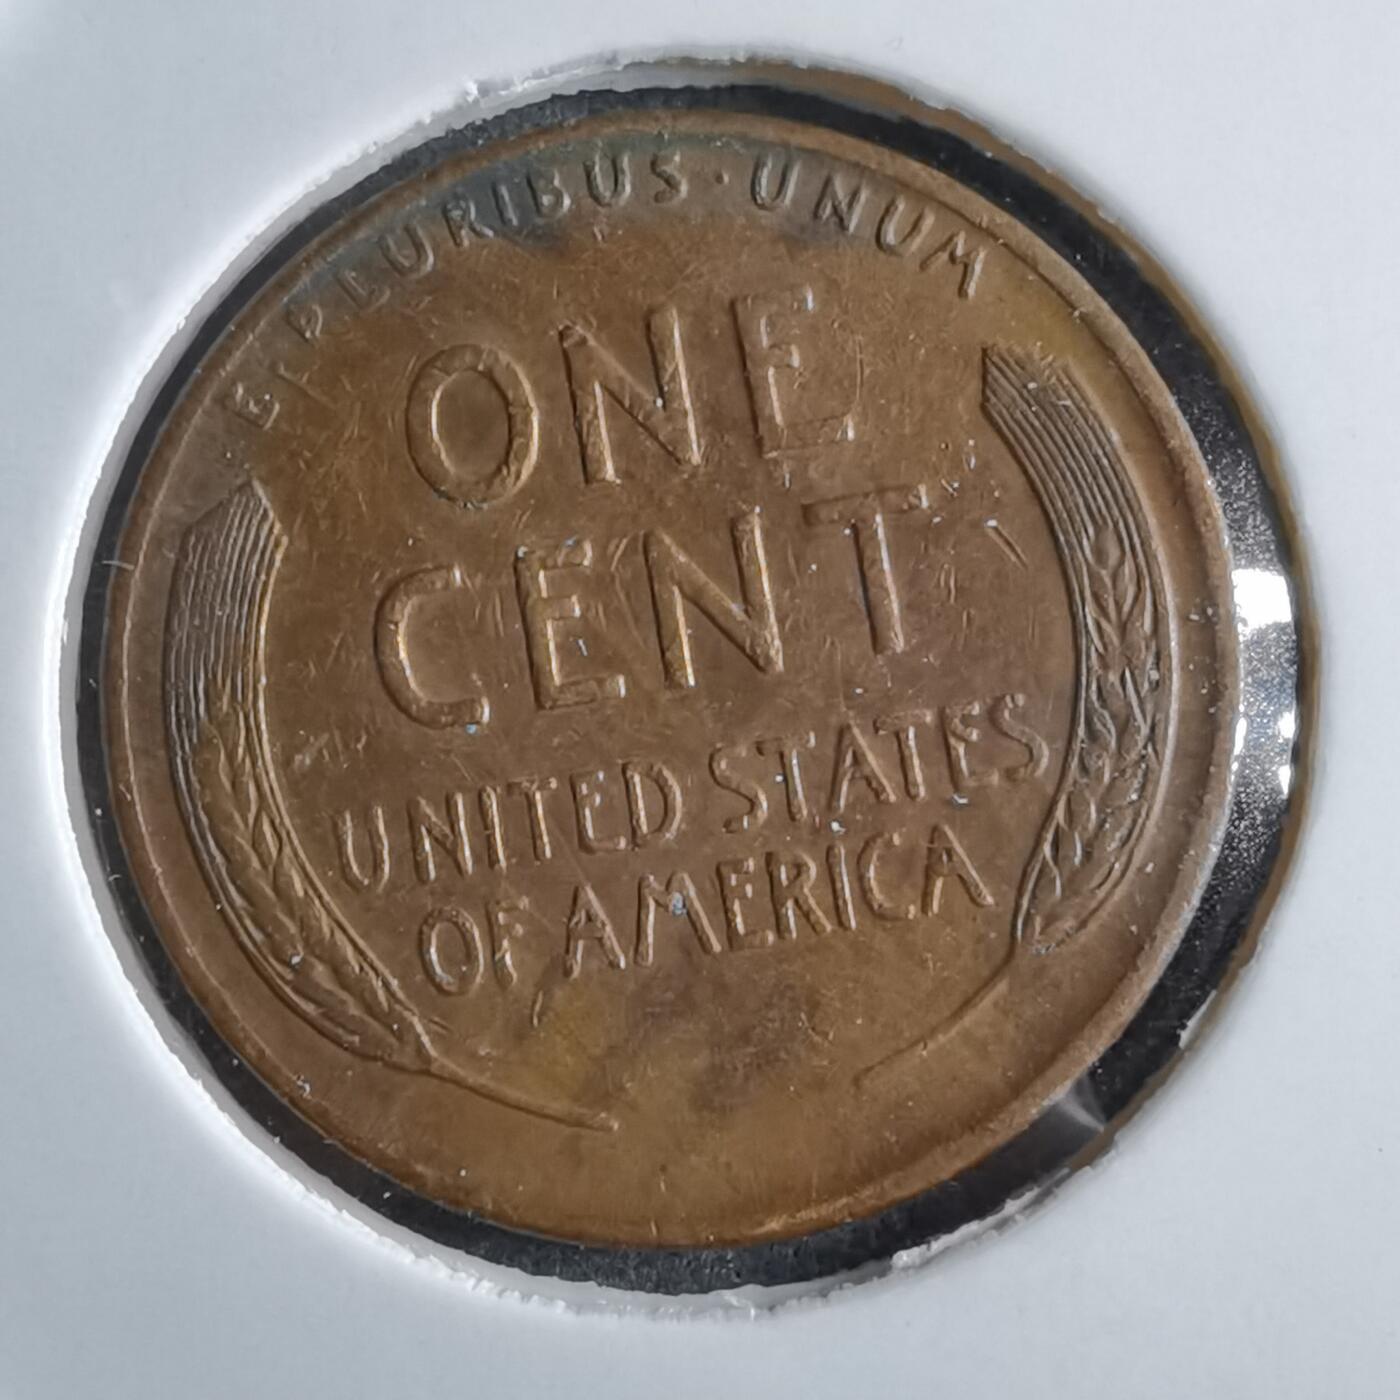 E PLURIBUS · UNUM
ONE
CENT
UNITED STATES
OF AMERICA